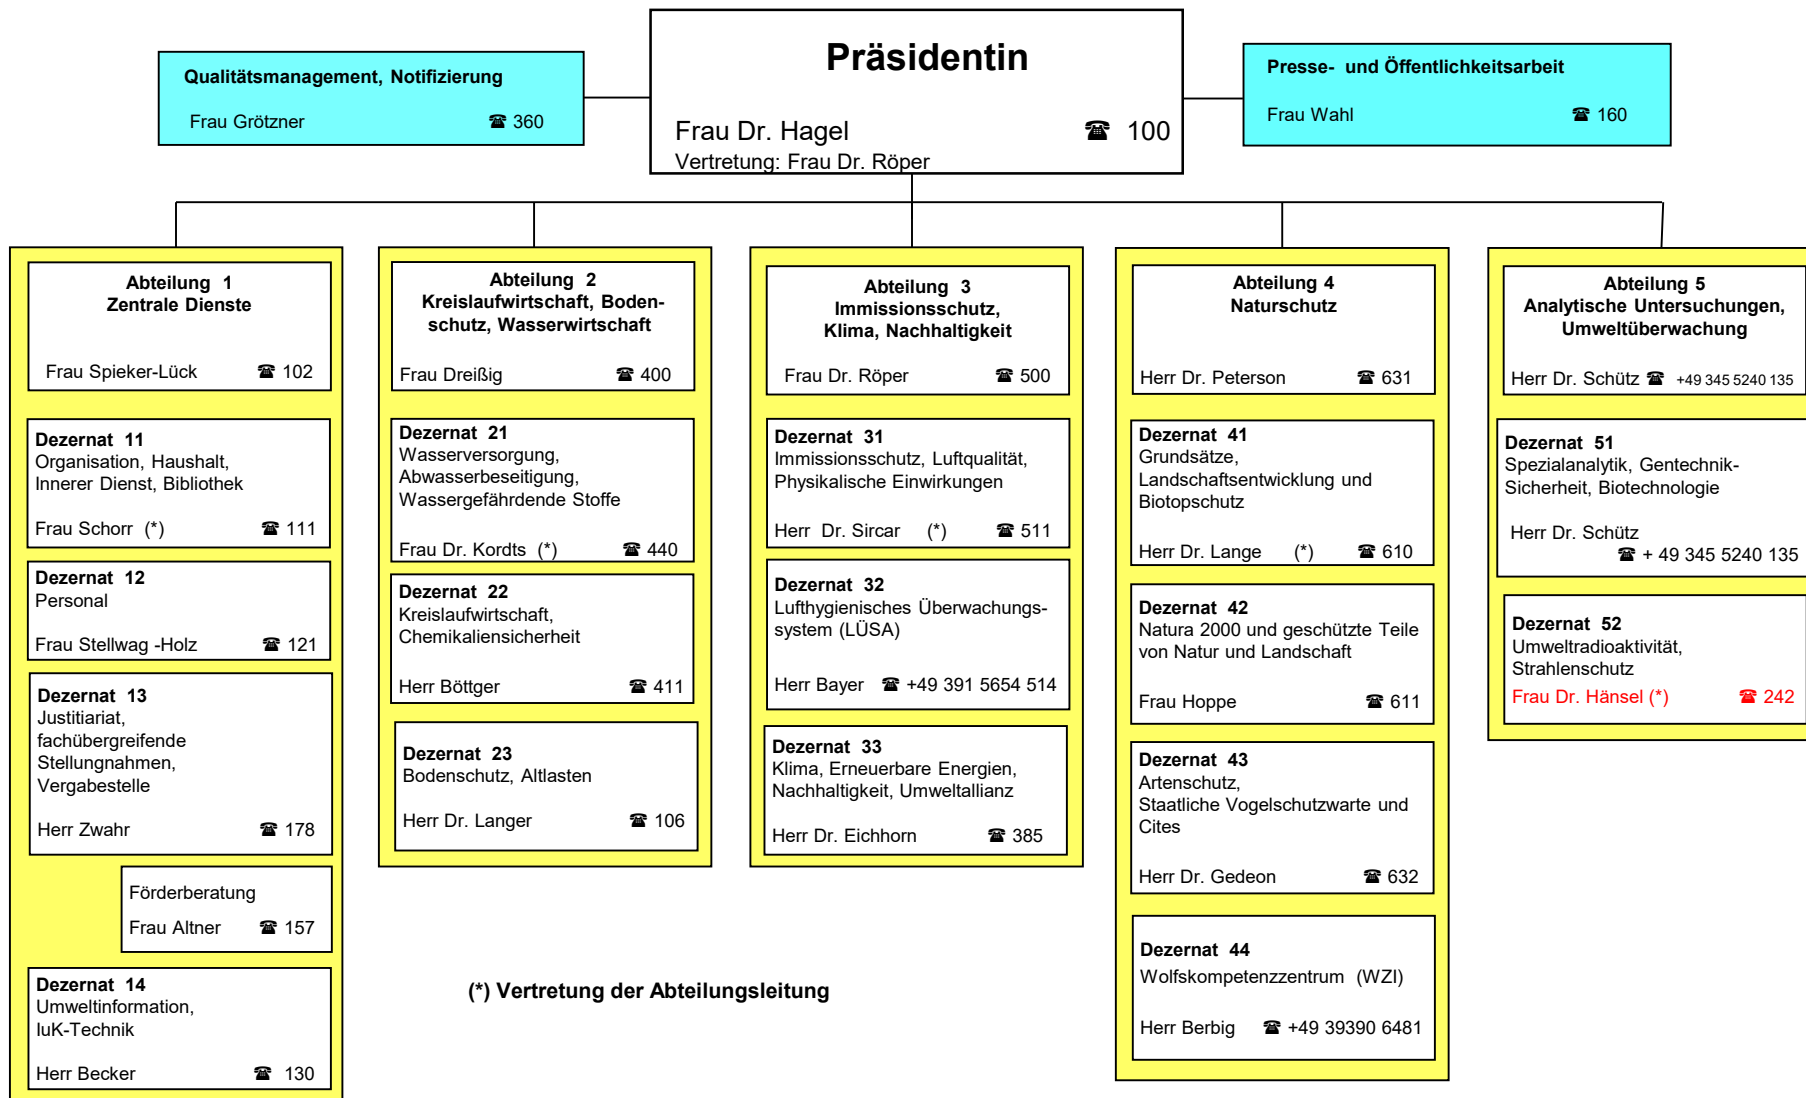 Präsidentin
Frau Dr. Hagel ☎ 100
Vertretung: Frau Dr. Röper
Qualitätsmanagement, Notifizierung
Frau Grötzner ☎ 360
Presse- und Öffentlichkeitsarbeit
Frau Wahl ☎ 160
Abteilung 1
Zentrale Dienste
Frau Spieker-Lück ☎ 102
Dezernat 11
Organisation, Haushalt,
Innerer Dienst, Bibliothek
Frau Schorr (*) ☎ 111
Dezernat 12
Personal
Frau Stellwag -Holz ☎ 121
Dezernat 13
Justitiariat,
fachübergreifende
Stellungnahmen,
Vergabestelle
Herr Zwahr ☎ 178
Förderberatung
Frau Altner ☎ 157
Dezernat 14
Umweltinformation,
IuK-Technik
Herr Becker ☎ 130
Abteilung 2
Kreislaufwirtschaft, Boden-
schutz, Wasserwirtschaft
Frau Dreißig ☎ 400
Dezernat 21
Wasserversorgung,
Abwasserbeseitigung,
Wassergefährdende Stoffe
Frau Dr. Kordts (*) ☎ 440
Dezernat 22
Kreislaufwirtschaft,
Chemikaliensicherheit
Herr Böttger ☎ 411
Dezernat 23
Bodenschutz, Altlasten
Herr Dr. Langer ☎ 106
Abteilung 3
Immissionsschutz,
Klima, Nachhaltigkeit
Frau Dr. Röper ☎ 500
Dezernat 31
Immissionsschutz, Luftqualität,
Physikalische Einwirkungen
Herr Dr. Sircar (*) ☎ 511
Dezernat 32
Lufthygienisches Überwachungs-
system (LÜSA)
Herr Bayer ☎ +49 391 5654 514
Dezernat 33
Klima, Erneuerbare Energien,
Nachhaltigkeit, Umweltallianz
Herr Dr. Eichhorn ☎ 385
Abteilung 4
Naturschutz
Herr Dr. Peterson ☎ 631
Dezernat 41
Grundsätze,
Landschaftsentwicklung und
Biotopschutz
Herr Dr. Lange (*) ☎ 610
Dezernat 42
Natura 2000 und geschützte Teile
von Natur und Landschaft
Frau Hoppe ☎ 611
Dezernat 43
Artenschutz,
Staatliche Vogelschutzwarte und
Cites
Herr Dr. Gedeon ☎ 632
Dezernat 44
Wolfskompetenzzentrum (WZI)
Herr Berbig ☎ +49 39390 6481
Abteilung 5
Analytische Untersuchungen,
Umweltüberwachung
Herr Dr. Schütz ☎ +49 345 5240 135
Dezernat 51
Spezialanalytik, Gentechnik-
Sicherheit, Biotechnologie
Herr Dr. Schütz
☎ + 49 345 5240 135
Dezernat 52
Umweltradioaktivität,
Strahlenschutz
Frau Dr. Hänsel (*) ☎ 242
(*) Vertretung der Abteilungsleitung